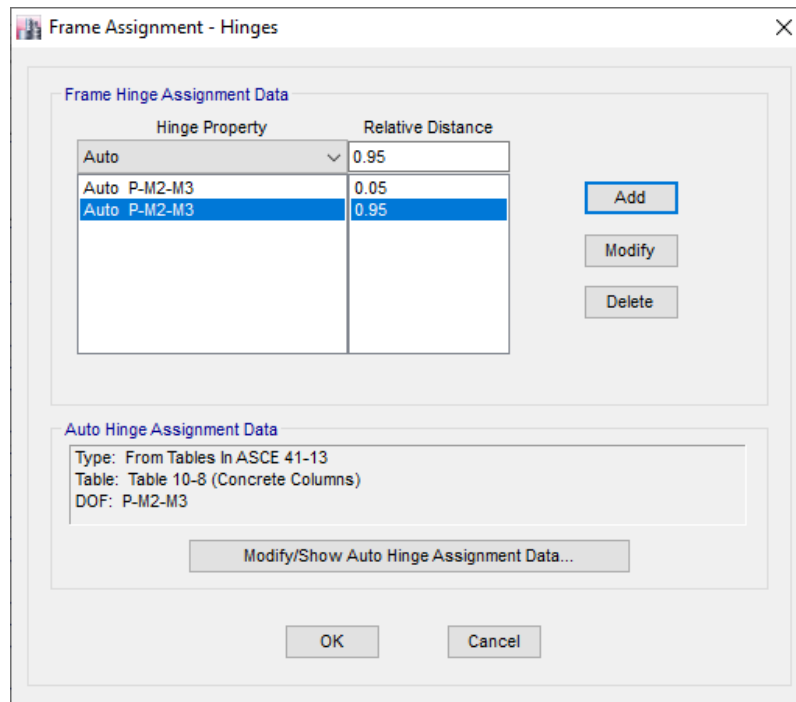 Frame Assignment - Hinges
Frame Hinge Assignment Data
Hinge Property Relative Distance
Auto 0.95
Auto P-M2-M3 0.05
Auto P-M2-M3 0.95
Add
Modify
Delete
Auto Hinge Assignment Data
Type: From Tables In ASCE 41-13
Table: Table 10-8 (Concrete Columns)
DOF: P-M2-M3
Modify/Show Auto Hinge Assignment Data...
OK Cancel